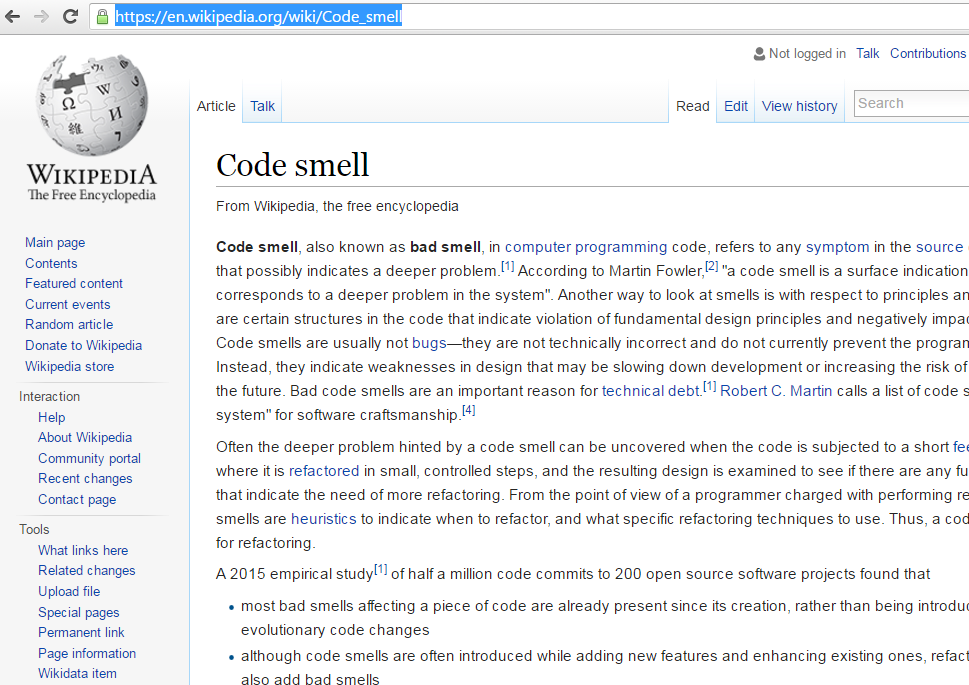 https://en.wikipedia.org/wiki/Code_smell
Not logged in Talk Contributions
Article Talk Read Edit View history Search
WIKIPEDIA
The Free Encyclopedia
Main page
Contents
Featured content
Current events
Random article
Donate to Wikipedia
Wikipedia store
Interaction
Help
About Wikipedia
Community portal
Recent changes
Contact page
Tools
What links here
Related changes
Upload file
Special pages
Permanent link
Page information
Wikidata item
Code smell
From Wikipedia, the free encyclopedia
Code smell, also known as bad smell, in computer programming code, refers to any symptom in the source
that possibly indicates a deeper problem.[1] According to Martin Fowler,[2] "a code smell is a surface indication
corresponds to a deeper problem in the system". Another way to look at smells is with respect to principles
are certain structures in the code that indicate violation of fundamental design principles and negatively
Code smells are usually not bugs—they are not technically incorrect and do not currently prevent the
Instead, they indicate weaknesses in design that may be slowing down development or increasing the risk of
the future. Bad code smells are an important reason for technical debt.[1] Robert C. Martin calls a list of code
system" for software craftsmanship.[4]
Often the deeper problem hinted by a code smell can be uncovered when the code is subjected to a short
where it is refactored in small, controlled steps, and the resulting design is examined to see if there are any
that indicate the need of more refactoring. From the point of view of a programmer charged with performing
smells are heuristics to indicate when to refactor, and what specific refactoring techniques to use. Thus, a
for refactoring.
A 2015 empirical study[1] of half a million code commits to 200 open source software projects found that
• most bad smells affecting a piece of code are already present since its creation, rather than being
evolutionary code changes
• although code smells are often introduced while adding new features and enhancing existing ones,
also add bad smells